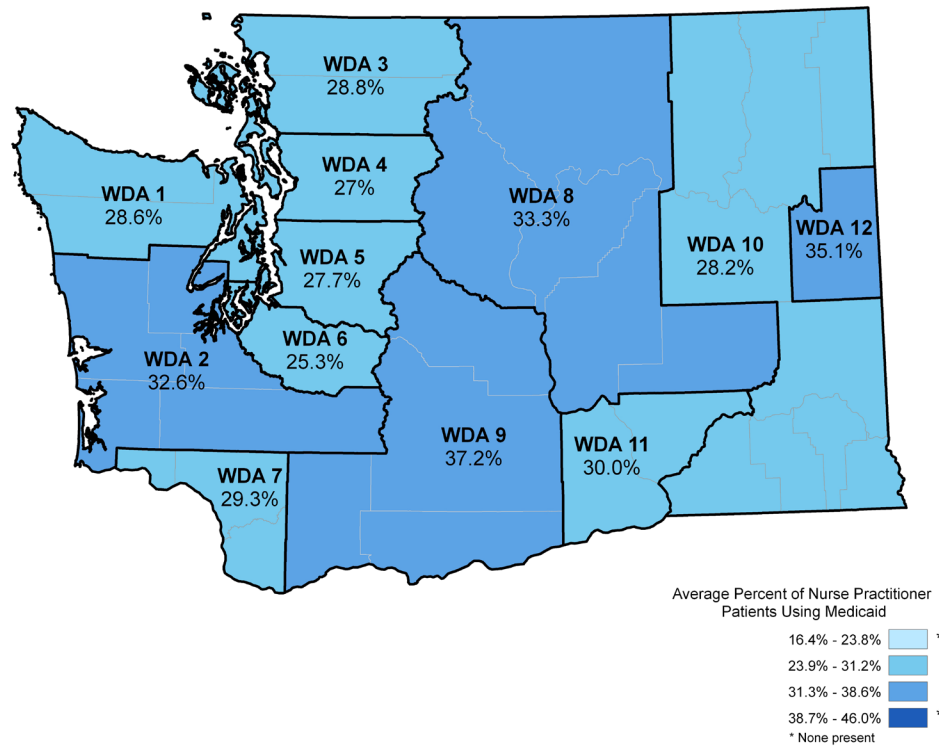 WDA 3
28.8%
WDA 4
27%
WDA 1
28.6%
WDA 8
33.3%
WDA 12
35.1%
WDA 10
28.2%
WDA 5
27.7%
WDA 6
25.3%
WDA 2
32.6%
WDA 9
37.2%
WDA 11
30.0%
WDA 7
29.3%
Average Percent of Nurse Practitioner
Patients Using Medicaid
16.4% - 23.8% *
23.9% - 31.2%
31.3% - 38.6%
38.7% - 46.0% *
* None present